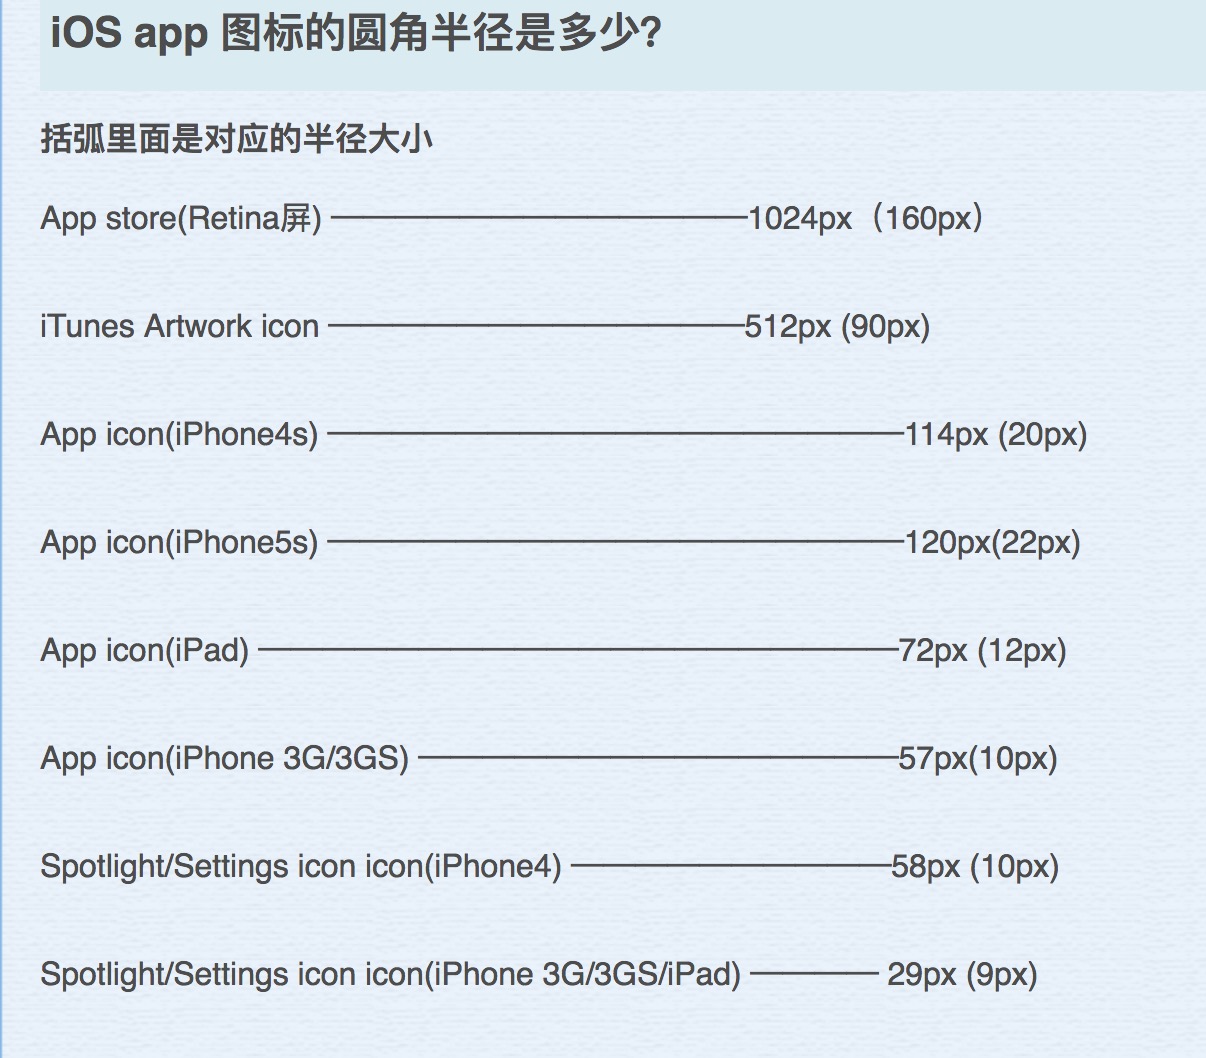 iOS app 图标的圆角半径是多少?
括弧里面是对应的半径大小
App store(Retina屏) —————————————1024px（160px）
iTunes Artwork icon —————————————512px (90px)
App icon(iPhone4s) ——————————————————114px (20px)
App icon(iPhone5s) ——————————————————120px(22px)
App icon(iPad) ————————————————————72px (12px)
App icon(iPhone 3G/3GS) ———————————————57px(10px)
Spotlight/Settings icon icon(iPhone4) ——————————58px (10px)
Spotlight/Settings icon icon(iPhone 3G/3GS/iPad) ———— 29px (9px)